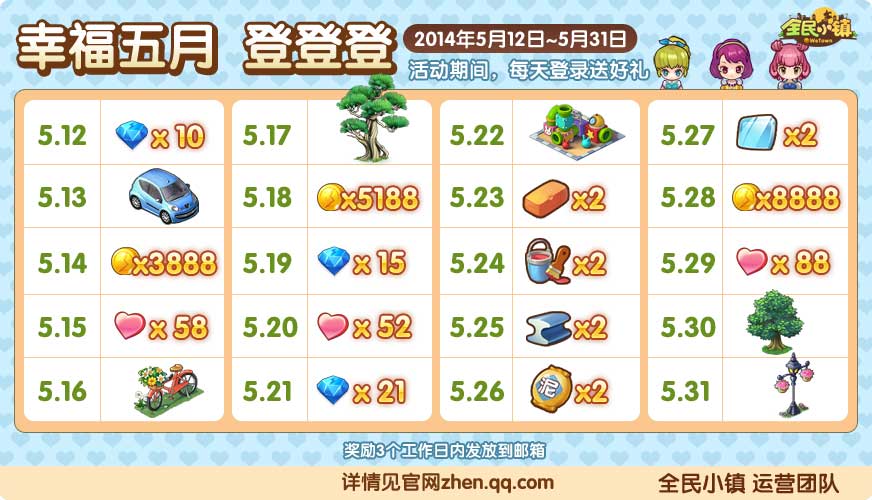 幸福五月 登登登
2014年5月12日~5月31日
活动期间，每天登录送好礼
全民小镇
WeTown
5.12 x 10
5.13
5.14 x3888
5.15 x 58
5.16
5.17
5.18 x5188
5.19 x 15
5.20 x 52
5.21 x 21
5.22
5.23 x2
5.24 x2
5.25 x2
5.26 泥 x2
5.27 x2
5.28 x8888
5.29 x 88
5.30
5.31
奖励3个工作日内发放到邮箱
详情见官网zhen.qq.com
全民小镇 运营团队